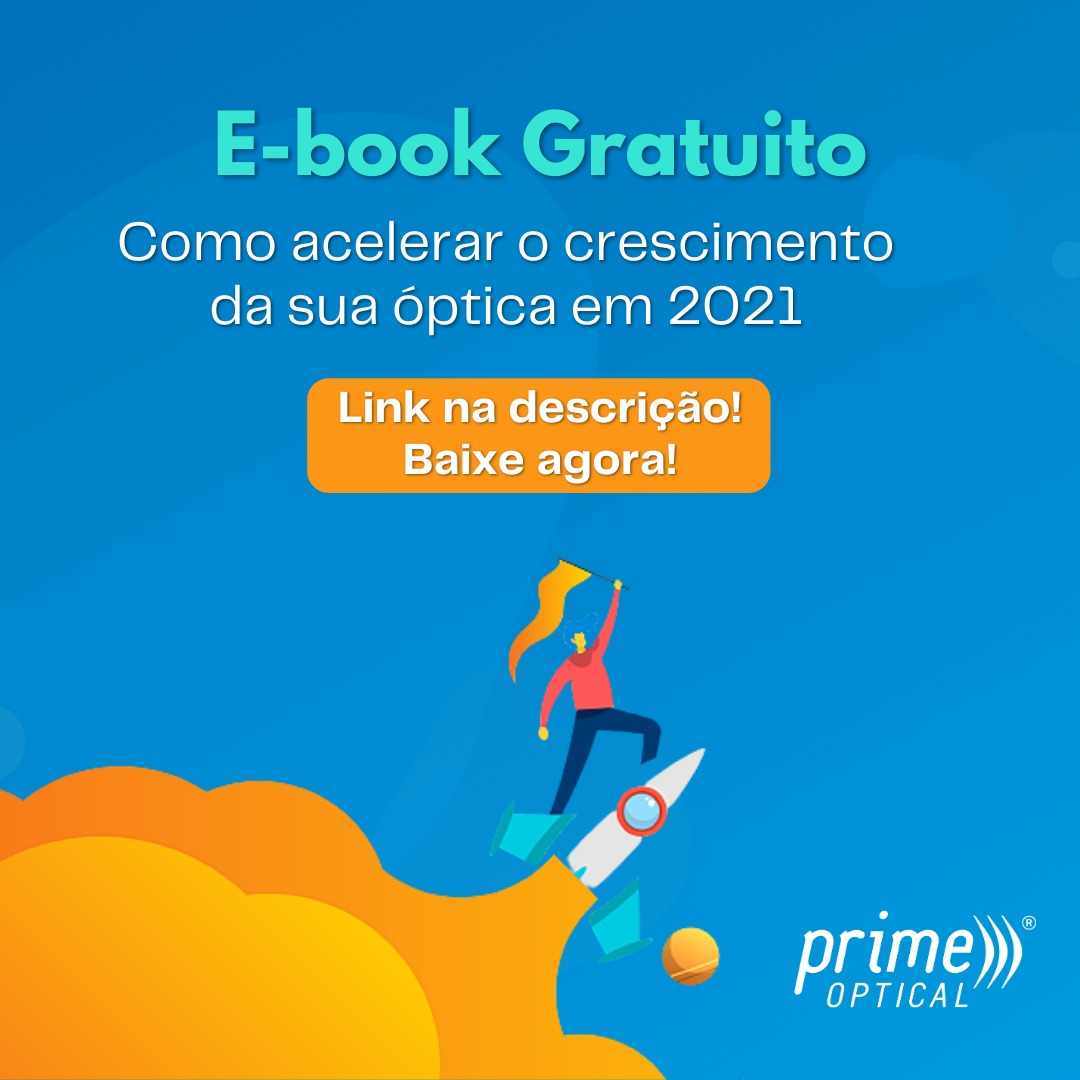 E-book Gratuito
Como acelerar o crescimento
da sua óptica em 2021
Link na descrição!
Baixe agora!
prime®
OPTICAL